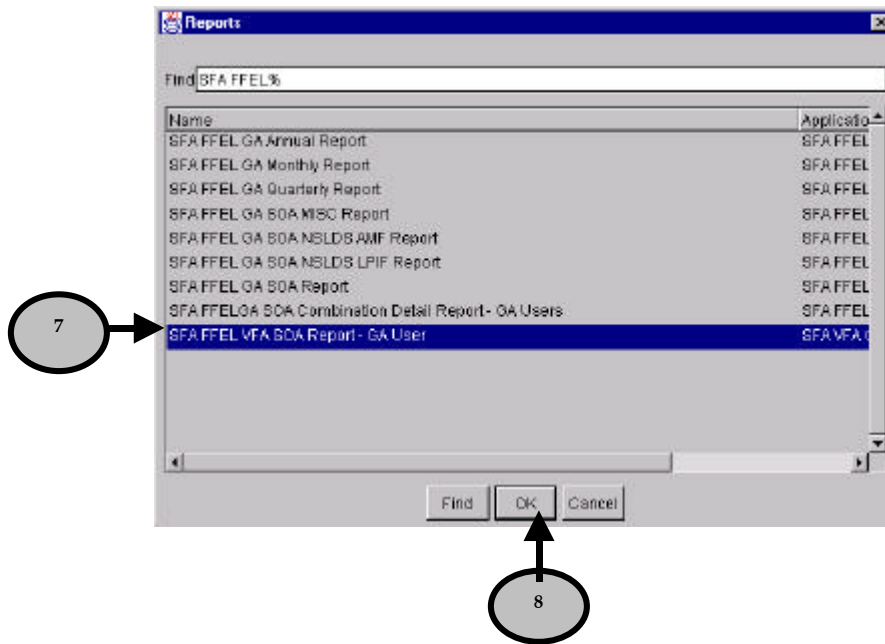 Reports
Find SFA FFEL%
Name Applicatio
SFA FFEL GA Annual Report SFA FFEL
SFA FFEL GA Monthly Report SFA FFEL
SFA FFEL GA Quarterly Report SFA FFEL
SFA FFEL GA SOA MISC Report SFA FFEL
SFA FFEL GA SOA NSLDS AMF Report SFA FFEL
SFA FFEL GA SOA NSLDS LPIF Report SFA FFEL
SFA FFEL GA SOA Report SFA FFEL
SFA FFELGA SOA Combination Detail Report - GA Users SFA FFEL
SFA FFEL VFA SOA Report - GA User SFA VFA
7
Find OK Cancel
8